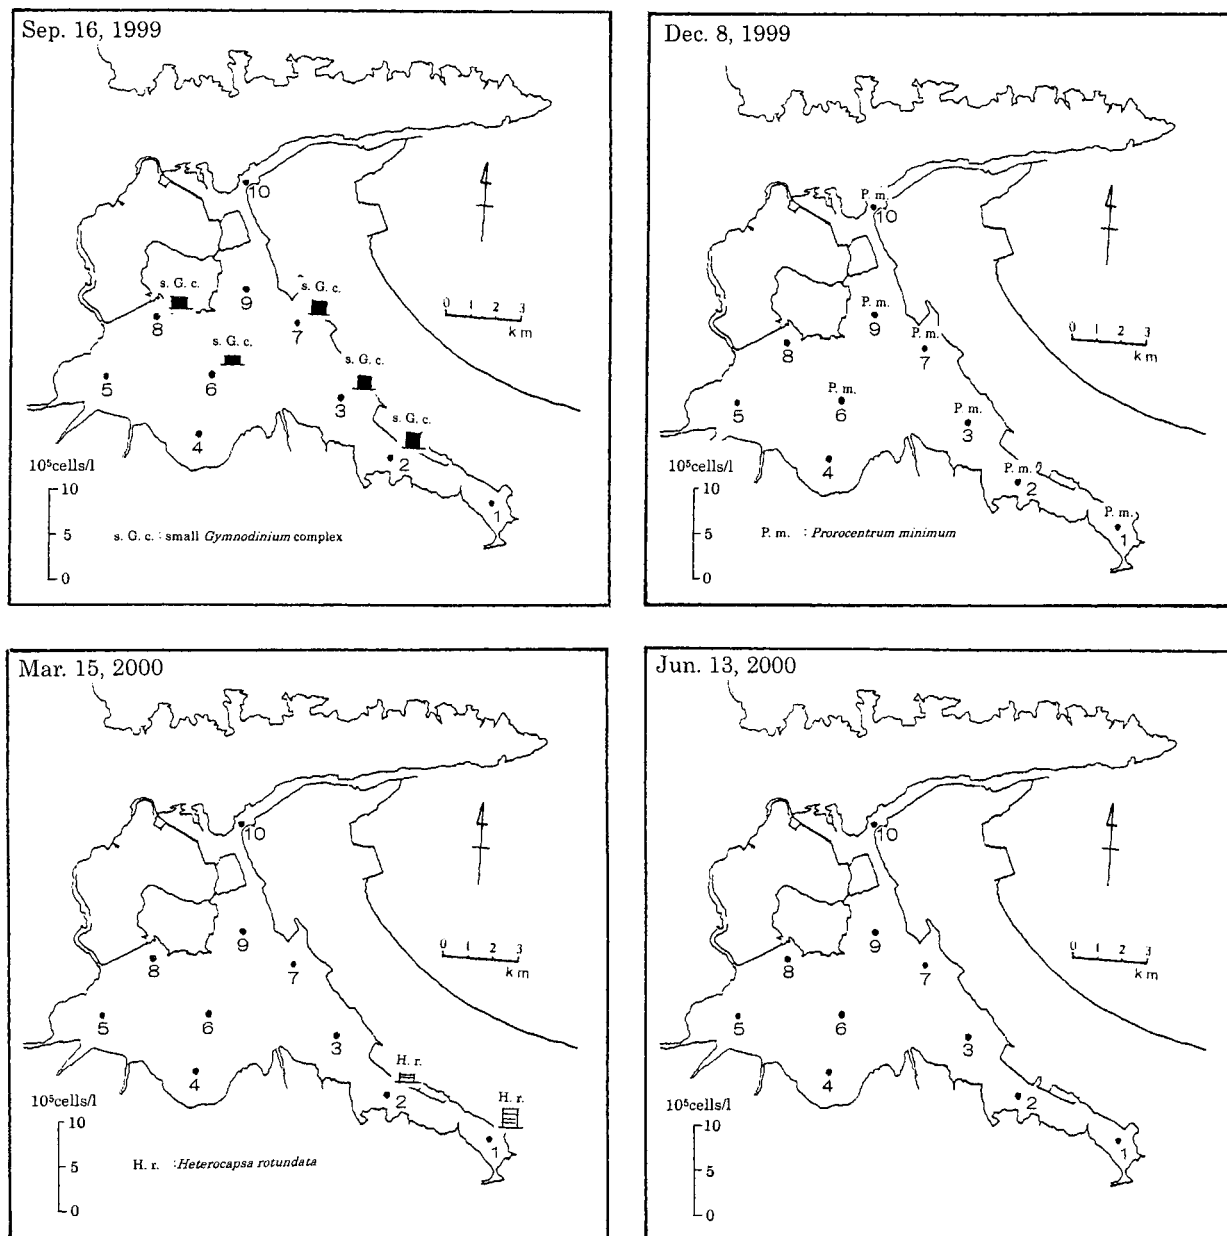 Sep. 16, 1999
10
0 1 2 3
km
s. G. c.
s. G. c.
9
8
7
s. G. c.
5
6
s. G. c.
3
s. G. c.
4
2
1
10⁵cells/l
10
5
0
s. G. c. : small Gymnodinium complex
Dec. 8, 1999
P. m.
10
P. m.
9
0 1 2 3
km
P. m.
8
7
P. m.
5
6
P. m.
3
4
P. m.
2
P. m.
1
10⁵cells/l
10
5
0
P. m. : Prorocentrum minimum
Mar. 15, 2000
10
9
0 1 2 3
km
8
7
5
6
3
4
H. r.
2
H. r.
1
10⁵cells/l
10
5
0
H. r. : Heterocapsa rotundata
Jun. 13, 2000
10
9
0 1 2 3
km
8
7
5
6
3
4
2
1
10⁵cells/l
10
5
0